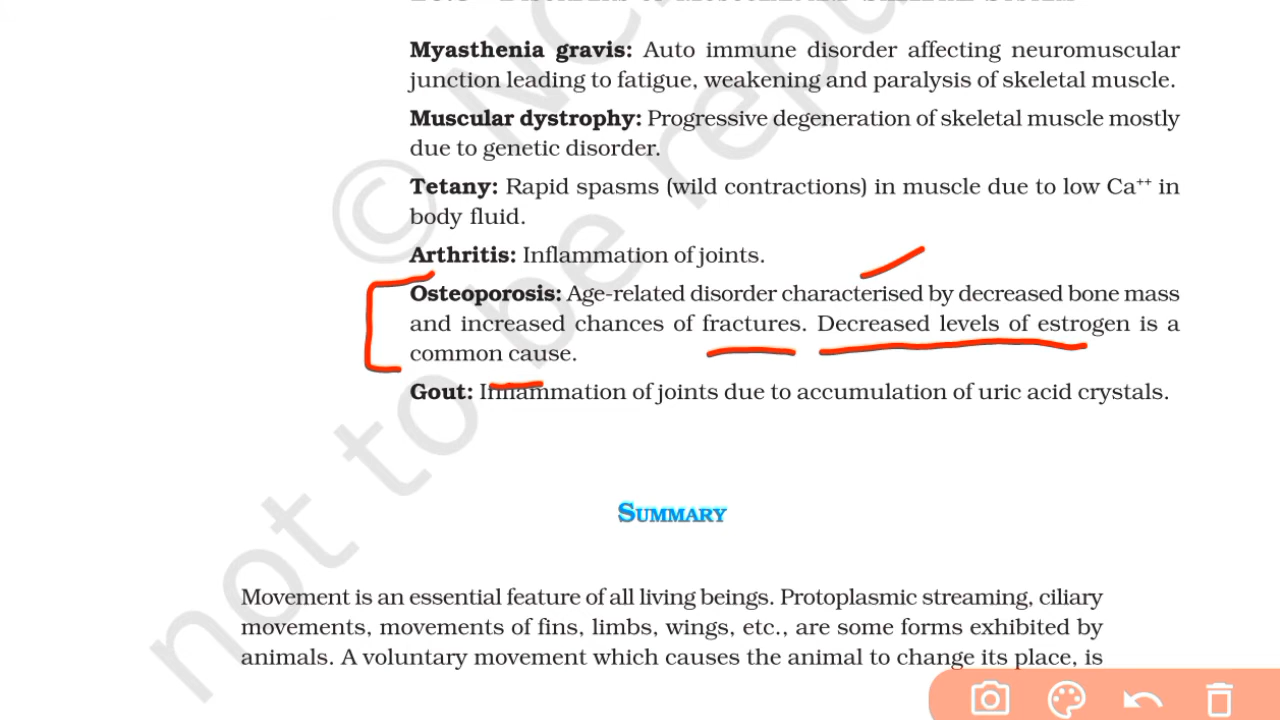 Myasthenia gravis: Auto immune disorder affecting neuromuscular
junction leading to fatigue, weakening and paralysis of skeletal muscle.
Muscular dystrophy: Progressive degeneration of skeletal muscle mostly
due to genetic disorder.
Tetany: Rapid spasms (wild contractions) in muscle due to low Ca⁺⁺ in
body fluid.
Arthritis: Inflammation of joints.
Osteoporosis: Age-related disorder characterised by decreased bone mass
and increased chances of fractures. Decreased levels of estrogen is a
common cause.
Gout: Inflammation of joints due to accumulation of uric acid crystals.
SUMMARY
Movement is an essential feature of all living beings. Protoplasmic streaming, ciliary
movements, movements of fins, limbs, wings, etc., are some forms exhibited by
animals. A voluntary movement which causes the animal to change its place, is
not to be